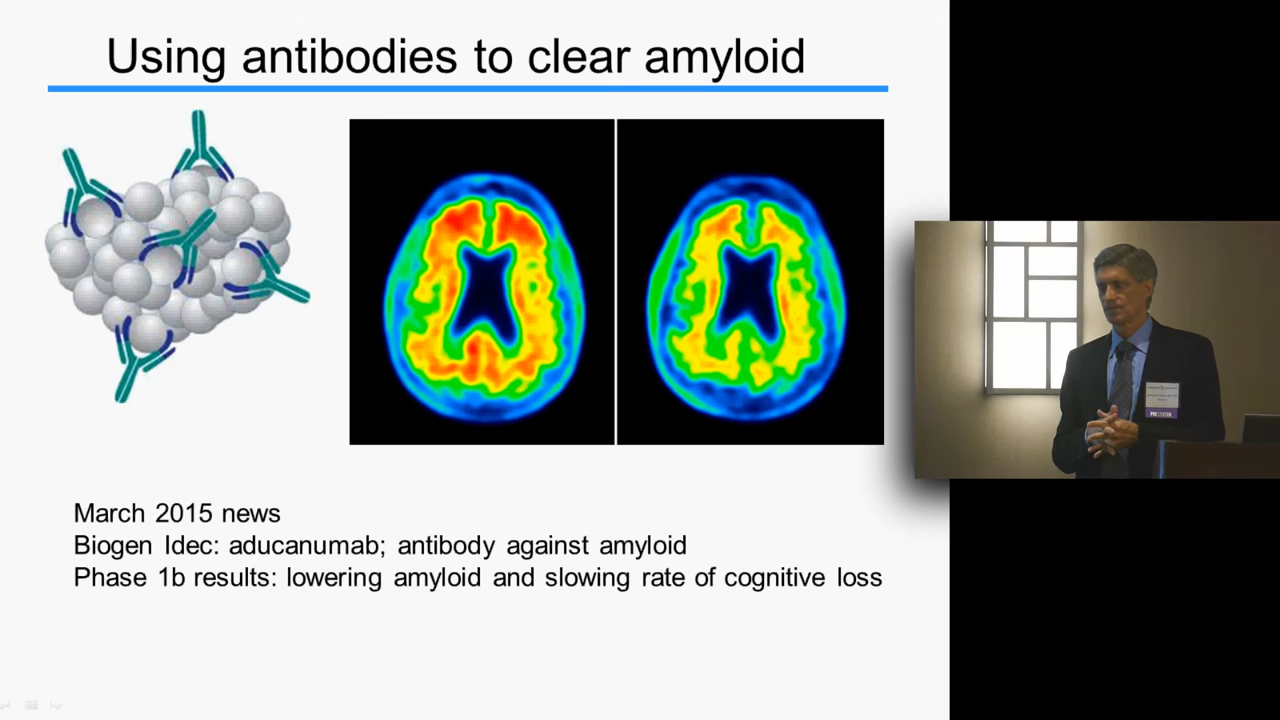 Using antibodies to clear amyloid
March 2015 news
Biogen Idec: aducanumab; antibody against amyloid
Phase 1b results: lowering amyloid and slowing rate of cognitive loss
PRESENTER